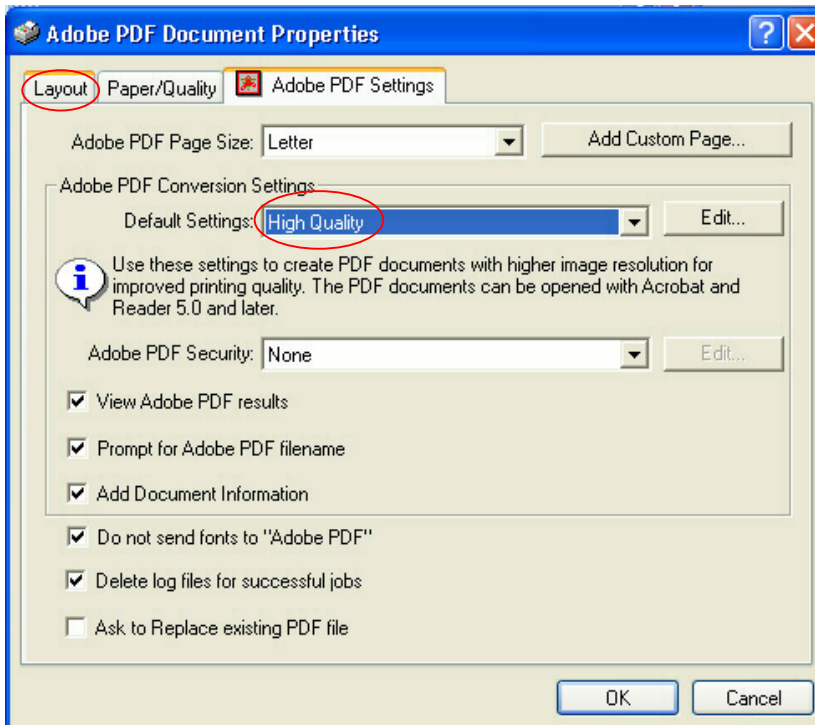 Adobe PDF Document Properties
Layout Paper/Quality Adobe PDF Settings
Adobe PDF Page Size: Letter Add Custom Page...
Adobe PDF Conversion Settings
Default Settings: High Quality Edit...
Use these settings to create PDF documents with higher image resolution for
improved printing quality. The PDF documents can be opened with Acrobat and
Reader 5.0 and later.
Adobe PDF Security: None Edit...
View Adobe PDF results
Prompt for Adobe PDF filename
Add Document Information
Do not send fonts to "Adobe PDF"
Delete log files for successful jobs
Ask to Replace existing PDF file
OK Cancel